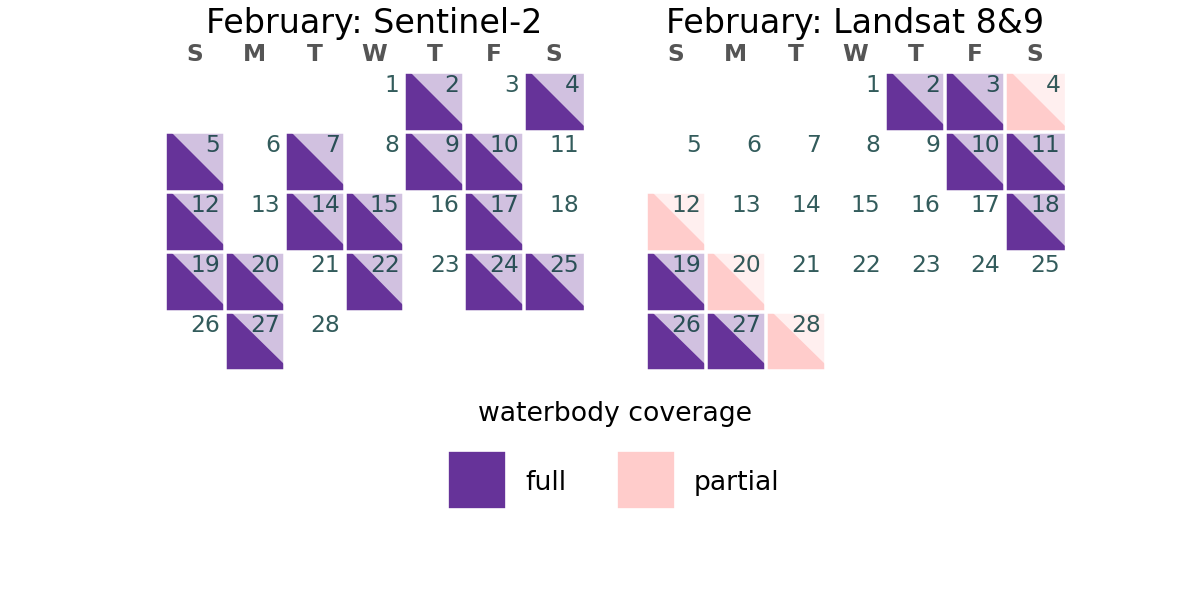 February: Sentinel-2
S M T W T F S
1 2 3 4
5 6 7 8 9 10 11
12 13 14 15 16 17 18
19 20 21 22 23 24 25
26 27 28
February: Landsat 8&9
S M T W T F S
1 2 3 4
5 6 7 8 9 10 11
12 13 14 15 16 17 18
19 20 21 22 23 24 25
26 27 28
waterbody coverage
full partial